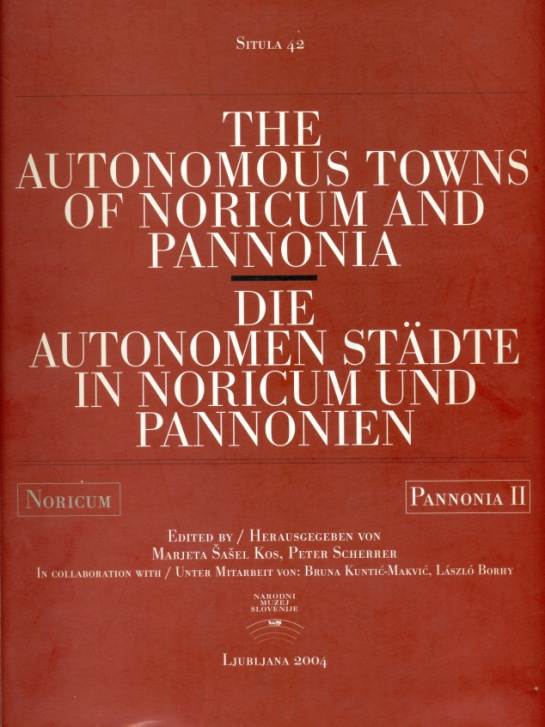 SITULA 42
THE
AUTONOMOUS TOWNS
OF NORICUM AND
PANNONIA
DIE
AUTONOMEN STÄDTE
IN NORICUM UND
PANNONIEN
NORICUM
PANNONIA II
EDITED BY / HERAUSGEGEBEN VON
MARJETA ŠAŠEL KOS, PETER SCHERRER
IN COLLABORATION WITH / UNTER MITARBEIT VON: BRUNA KUNTIĆ-MAKVIĆ, LÁSZLÓ BORHY
NARODNI
MUZEJ
SLOVENIJE
LJUBLJANA 2004